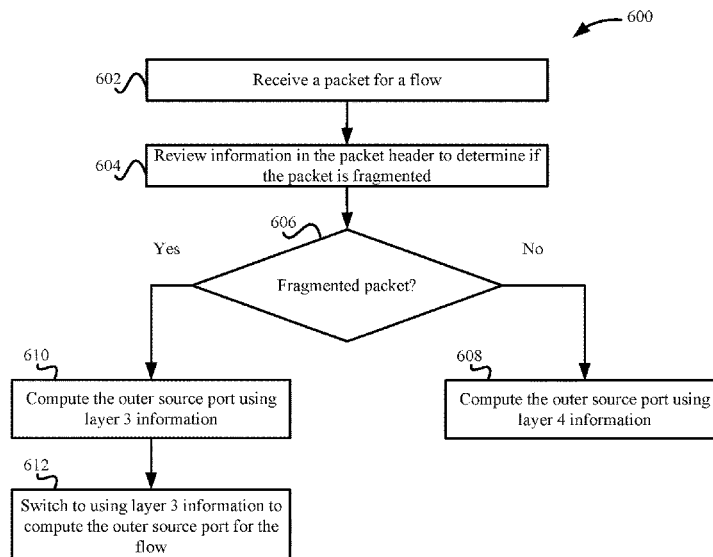 600
602
Receive a packet for a flow
604
Review information in the packet header to determine if
the packet is fragmented
606
Yes
No
Fragmented packet?
610
Compute the outer source port using
layer 3 information
608
Compute the outer source port using
layer 4 information
612
Switch to using layer 3 information to
compute the outer source port for the
flow